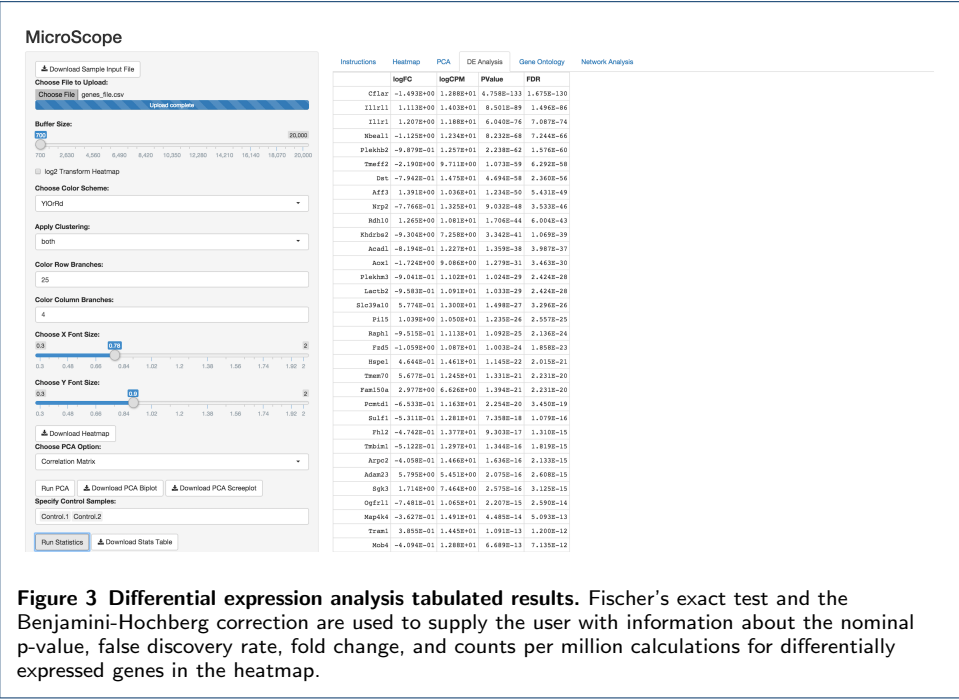 MicroScope
Download Sample Input File
Choose File to Upload:
Choose File genes_file.csv
Upload complete
Buffer Size:
700 20,000
700 2,630 4,560 6,490 8,420 10,350 12,280 14,210 16,140 18,070 20,000
log2 Transform Heatmap
Choose Color Scheme:
YlOrRd
Apply Clustering:
both
Color Row Branches:
25
Color Column Branches:
4
Choose X Font Size:
0.3 0.78 2
0.3 0.48 0.66 0.84 1.02 1.2 1.38 1.56 1.74 1.92 2
Choose Y Font Size:
0.3 0.9 2
0.3 0.48 0.66 0.84 1.02 1.2 1.38 1.56 1.74 1.92 2
Download Heatmap
Choose PCA Option:
Correlation Matrix
Run PCA Download PCA Biplot Download PCA Screeplot
Specify Control Samples:
Control.1 Control.2
Run Statistics Download Stats Table
Instructions Heatmap PCA DE Analysis Gene Ontology Network Analysis
logFC logCPM PValue FDR
Cflar -1.493E+00 1.288E+01 4.758E-133 1.675E-130
Il1rl1 1.113E+00 1.403E+01 8.501E-89 1.496E-86
Il1r1 1.207E+00 1.188E+01 6.040E-76 7.087E-74
Nbeal1 -1.125E+00 1.234E+01 8.232E-68 7.244E-66
Plekhb2 -9.879E-01 1.257E+01 2.238E-62 1.576E-60
Tmeff2 -2.190E+00 9.711E+00 1.073E-59 6.292E-58
Dst -7.942E-01 1.475E+01 4.694E-58 2.360E-56
Aff3 1.391E+00 1.036E+01 1.234E-50 5.431E-49
Nrp2 -7.766E-01 1.325E+01 9.032E-48 3.533E-46
Rdh10 1.265E+00 1.081E+01 1.706E-44 6.004E-43
Khdrbs2 -9.304E+00 7.258E+00 3.342E-41 1.069E-39
Acadl -8.194E-01 1.227E+01 1.359E-38 3.987E-37
Aox1 -1.724E+00 9.086E+00 1.279E-31 3.463E-30
Plekhm3 -9.041E-01 1.102E+01 1.024E-29 2.424E-28
Lactb2 -9.583E-01 1.091E+01 1.033E-29 2.424E-28
Slc39a10 5.774E-01 1.300E+01 1.498E-27 3.296E-26
Pi15 1.039E+00 1.050E+01 1.235E-26 2.557E-25
Raph1 -9.515E-01 1.113E+01 1.092E-25 2.136E-24
Fzd5 -1.059E+00 1.087E+01 1.003E-24 1.858E-23
Hspe1 4.644E-01 1.461E+01 1.145E-22 2.015E-21
Tmem70 5.677E-01 1.245E+01 1.331E-21 2.231E-20
Fam150a 2.977E+00 6.626E+00 1.394E-21 2.231E-20
Pcmtd1 -6.533E-01 1.163E+01 2.254E-20 3.450E-19
Sulf1 -5.311E-01 1.281E+01 7.358E-18 1.079E-16
Fhl2 -4.742E-01 1.377E+01 9.303E-17 1.310E-15
Tmbim1 -5.122E-01 1.297E+01 1.344E-16 1.819E-15
Arpc2 -4.058E-01 1.466E+01 1.636E-16 2.133E-15
Adam23 5.795E+00 5.451E+00 2.075E-16 2.608E-15
Sgk3 1.714E+00 7.464E+00 2.575E-16 3.125E-15
Ogfrl1 -7.481E-01 1.065E+01 2.207E-15 2.590E-14
Map4k4 -3.627E-01 1.491E+01 4.485E-14 5.093E-13
Tram1 3.855E-01 1.445E+01 1.091E-13 1.200E-12
Mob4 -4.094E-01 1.288E+01 6.689E-13 7.135E-12
Figure 3 Differential expression analysis tabulated results. Fischer's exact test and the
Benjamini-Hochberg correction are used to supply the user with information about the nominal
p-value, false discovery rate, fold change, and counts per million calculations for differentially
expressed genes in the heatmap.